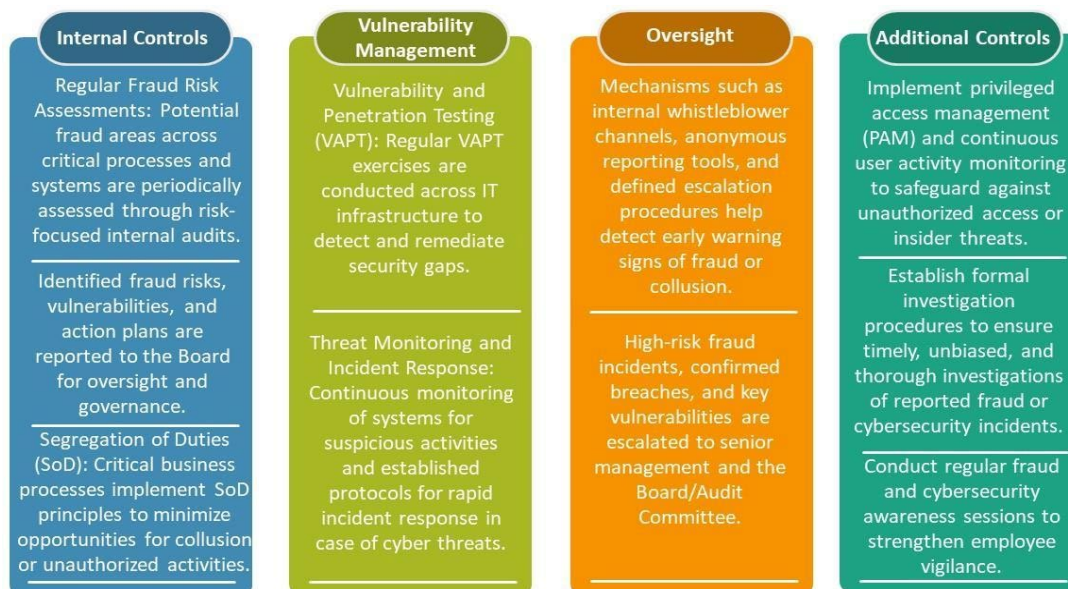 Internal Controls
Regular Fraud Risk
Assessments: Potential
fraud areas across
critical processes and
systems are periodically
assessed through risk-
focused internal audits.
Identified fraud risks,
vulnerabilities, and
action plans are
reported to the Board
for oversight and
governance.
Segregation of Duties
(SoD): Critical business
processes implement SoD
principles to minimize
opportunities for collusion
or unauthorized activities.
Vulnerability
Management
Vulnerability and
Penetration Testing
(VAPT): Regular VAPT
exercises are
conducted across IT
infrastructure to
detect and remediate
security gaps.
Threat Monitoring and
Incident Response:
Continuous monitoring
of systems for
suspicious activities
and established
protocols for rapid
incident response in
case of cyber threats.
Oversight
Mechanisms such as
internal whistleblower
channels, anonymous
reporting tools, and
defined escalation
procedures help
detect early warning
signs of fraud or
collusion.
High-risk fraud
incidents, confirmed
breaches, and key
vulnerabilities are
escalated to senior
management and the
Board/Audit
Committee.
Additional Controls
Implement privileged
access management
(PAM) and continuous
user activity monitoring
to safeguard against
unauthorized access or
insider threats.
Establish formal
investigation
procedures to ensure
timely, unbiased, and
thorough investigations
of reported fraud or
cybersecurity incidents.
Conduct regular fraud
and cybersecurity
awareness sessions to
strengthen employee
vigilance.